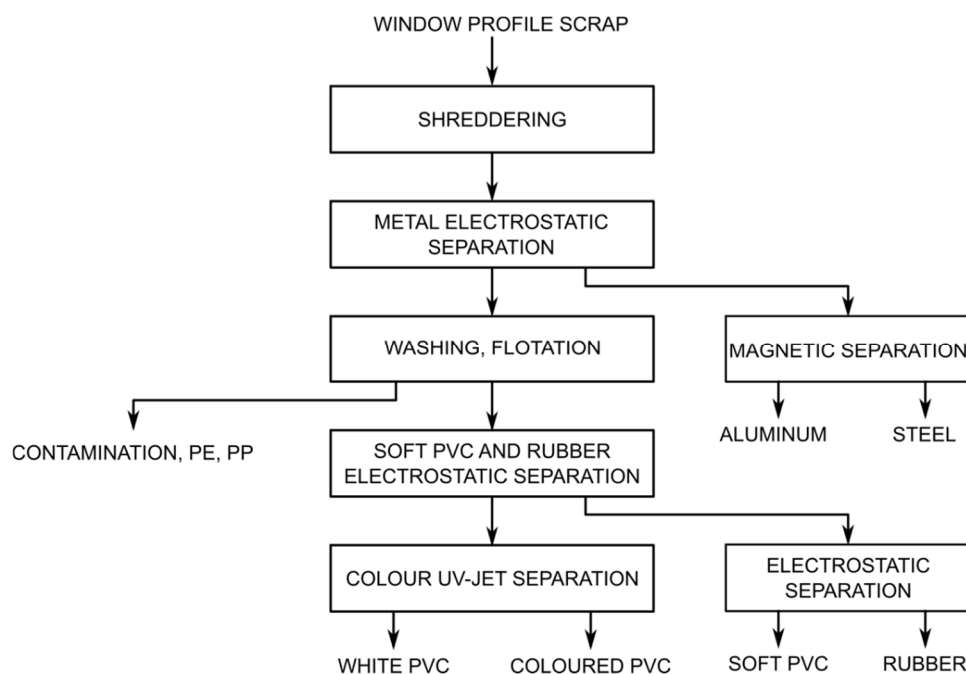 WINDOW PROFILE SCRAP
SHREDDERING
METAL ELECTROSTATIC
SEPARATION
WASHING, FLOTATION
MAGNETIC SEPARATION
ALUMINUM
STEEL
CONTAMINATION, PE, PP
SOFT PVC AND RUBBER
ELECTROSTATIC SEPARATION
COLOUR UV-JET SEPARATION
ELECTROSTATIC
SEPARATION
WHITE PVC
COLOURED PVC
SOFT PVC
RUBBER